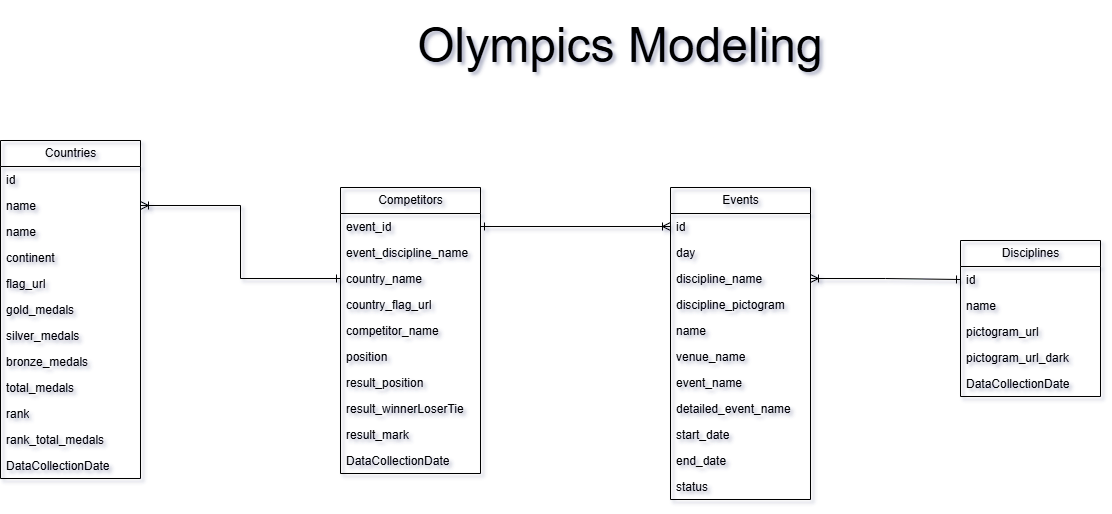 Olympics Modeling
Countries
id
name
name
continent
flag_url
gold_medals
silver_medals
bronze_medals
total_medals
rank
rank_total_medals
DataCollectionDate
Competitors
event_id
event_discipline_name
country_name
country_flag_url
competitor_name
position
result_position
result_winnerLoserTie
result_mark
DataCollectionDate
Events
id
day
discipline_name
discipline_pictogram
name
venue_name
event_name
detailed_event_name
start_date
end_date
status
Disciplines
id
name
pictogram_url
pictogram_url_dark
DataCollectionDate